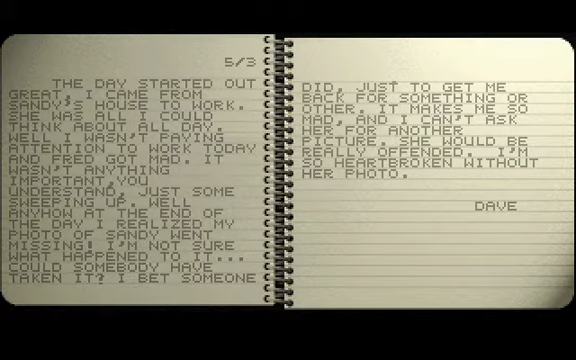 5/3
THE DAY STARTED OUT
GREAT, I CAME FROM
SANDY'S HOUSE TO WORK.
SHE WAS ALL I COULD
THINK ABOUT ALL DAY.
WELL I WASN'T PAYING
ATTENTION TO WORK TODAY
AND FRED GOT MAD. IT
WASN'T ANYTHING
IMPORTANT,YOU
UNDERSTAND, JUST SOME
SWEEPING UP. WELL
ANYHOW AT THE END OF
THE DAY I REALIZED MY
PHOTO OF SANDY WENT
MISSING! I'M NOT SURE
WHAT HAPPENED TO IT...
COULD SOMEBODY HAVE
TAKEN IT? I BET SOMEONE
DID, JUST TO GET ME
BACK FOR SOMETHING OR
OTHER. IT MAKES ME SO
MAD, AND I CAN'T ASK
HER FOR ANOTHER
PICTURE. SHE WOULD BE
REALLY OFFENDED. I'M
SO HEARTBROKEN WITHOUT
HER PHOTO.
DAVE